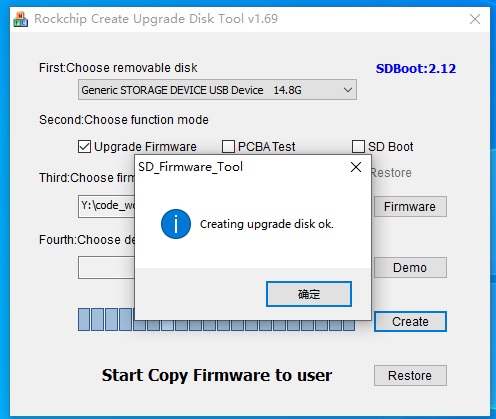 Rockchip Create Upgrade Disk Tool v1.69
First:Choose removable disk
SDBoot:2.12
Generic STORAGE DEVICE USB Device 14.8G
Second:Choose function mode
Upgrade Firmware PCBA Test SD Boot
SD_Firmware_Tool
Restore
Third:Choose firm
Y:\code_wo
Firmware
Creating upgrade disk ok.
Fourth:Choose de
Demo
确定
Create
Start Copy Firmware to user
Restore